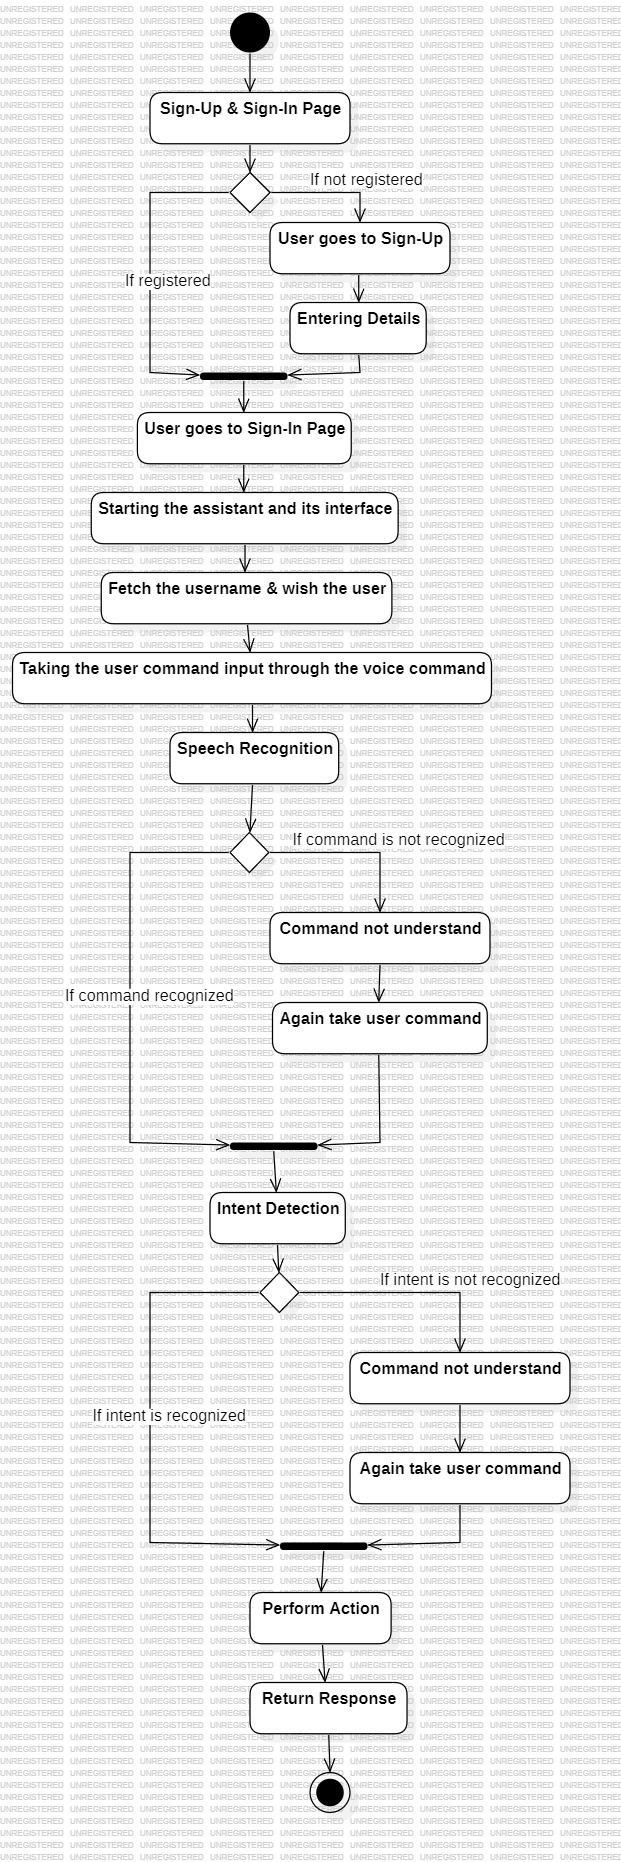 Sign-Up & Sign-In Page
If not registered
User goes to Sign-Up
If registered
Entering Details
User goes to Sign-In Page
Starting the assistant and its interface
Fetch the username & wish the user
Taking the user command input through the voice command
Speech Recognition
If command is not recognized
Command not understand
If command recognized
Again take user command
Intent Detection
If intent is not recognized
Command not understand
If intent is recognized
Again take user command
Perform Action
Return Response
UNREGISTERED